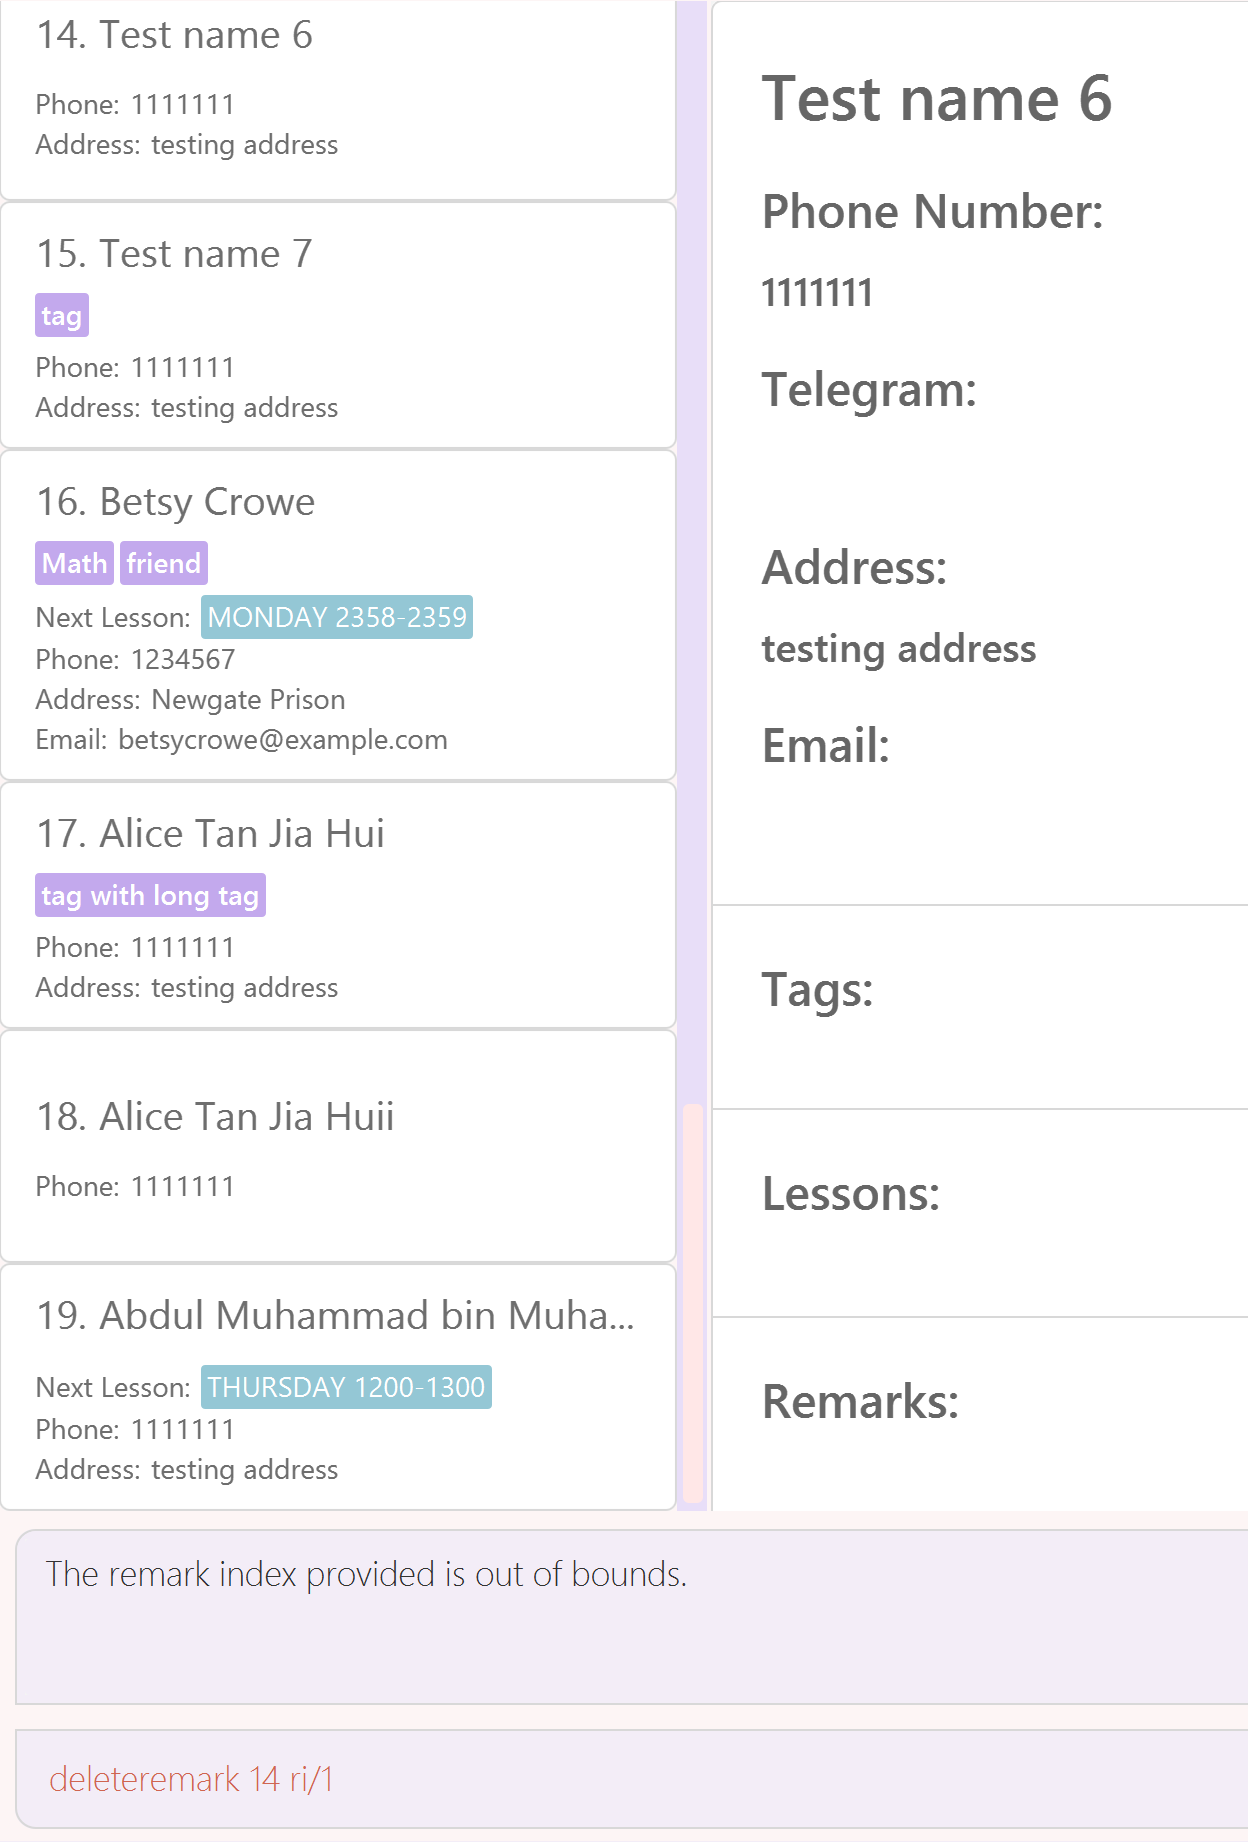 14. Test name 6
Phone: 1111111
Address: testing address
15. Test name 7
tag
Phone: 1111111
Address: testing address
16. Betsy Crowe
Math friend
Next Lesson: MONDAY 2358-2359
Phone: 1234567
Address: Newgate Prison
Email: betsycrowe@example.com
17. Alice Tan Jia Hui
tag with long tag
Phone: 1111111
Address: testing address
18. Alice Tan Jia Huii
Phone: 1111111
19. Abdul Muhammad bin Muha...
Next Lesson: THURSDAY 1200-1300
Phone: 1111111
Address: testing address
Test name 6
Phone Number:
1111111
Telegram:
Address:
testing address
Email:
Tags:
Lessons:
Remarks:
The remark index provided is out of bounds.
deleteremark 14 ri/1